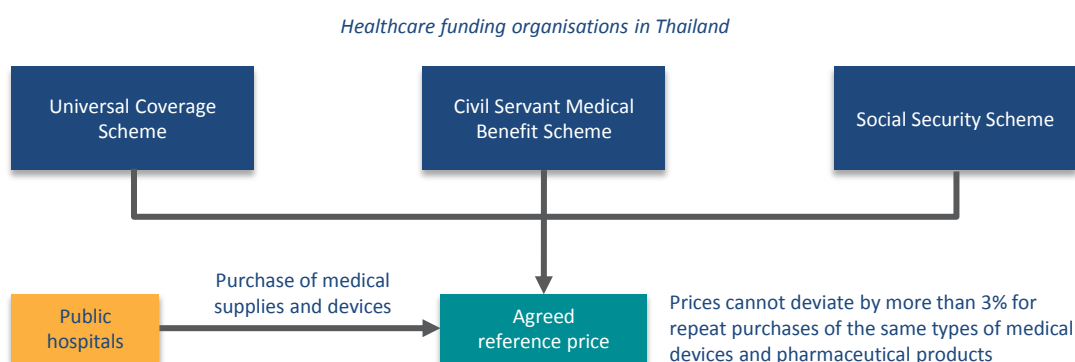 Healthcare funding organisations in Thailand
Universal Coverage
Scheme
Civil Servant Medical
Benefit Scheme
Social Security Scheme
Purchase of medical
supplies and devices
Public
hospitals
Agreed
reference price
Prices cannot deviate by more than 3% for
repeat purchases of the same types of medical
devices and pharmaceutical products